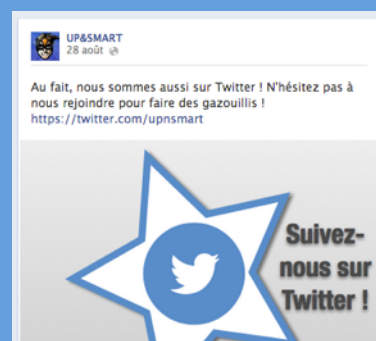 UP&SMART
28 août
Au fait, nous sommes aussi sur Twitter ! N'hésitez pas à
nous rejoindre pour faire des gazouillis !
https://twitter.com/upnsmart
Suivez-
nous sur
Twitter !